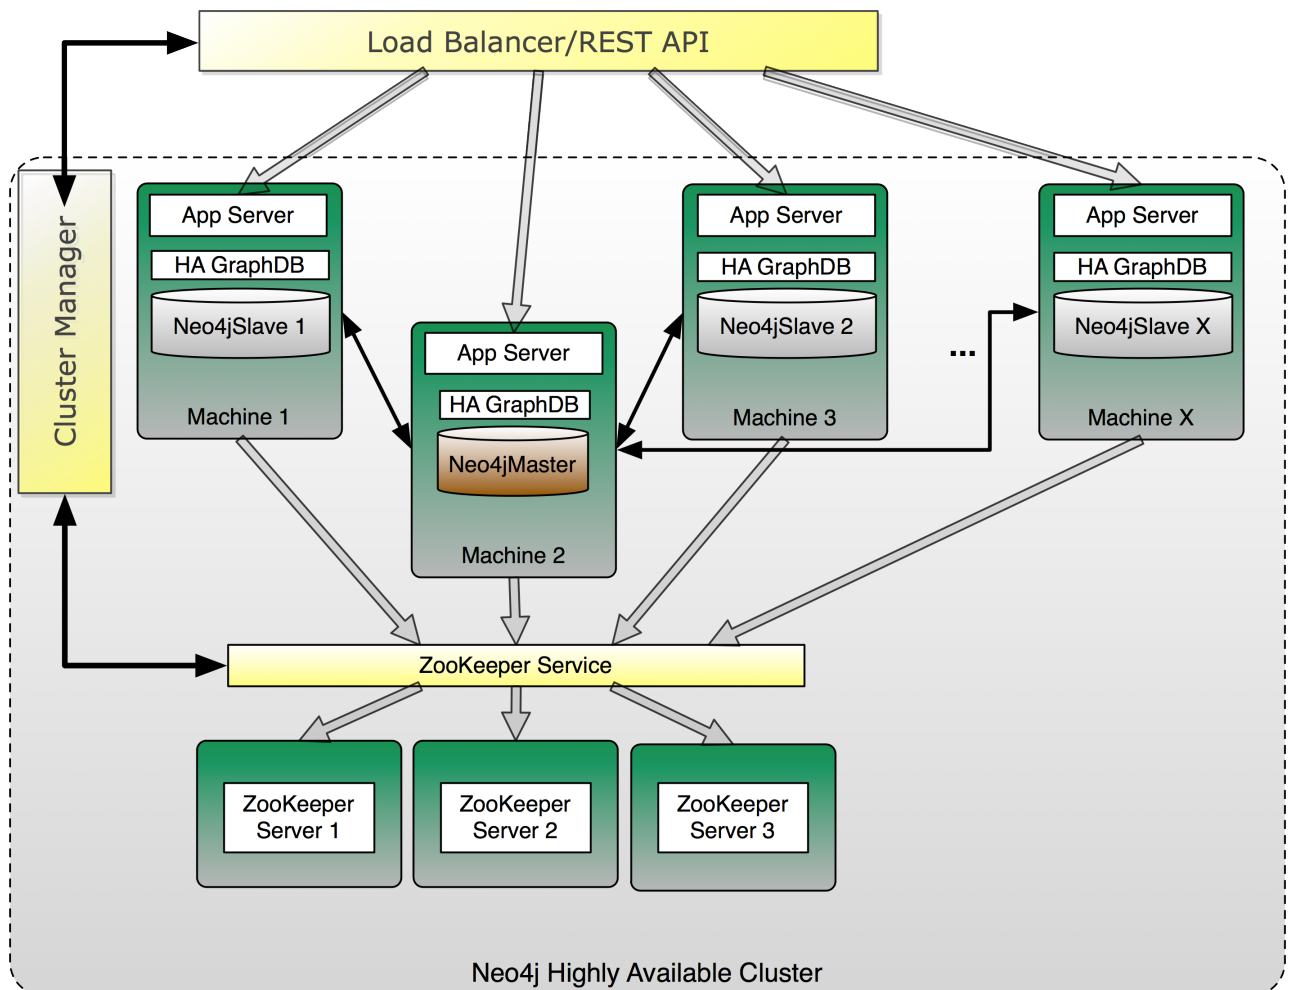 Load Balancer/REST API
Cluster Manager
App Server
HA GraphDB
Neo4jSlave 1
Machine 1
App Server
HA GraphDB
Neo4jMaster
Machine 2
App Server
HA GraphDB
Neo4jSlave 2
Machine 3
...
App Server
HA GraphDB
Neo4jSlave X
Machine X
ZooKeeper Service
ZooKeeper
Server 1
ZooKeeper
Server 2
ZooKeeper
Server 3
Neo4j Highly Available Cluster